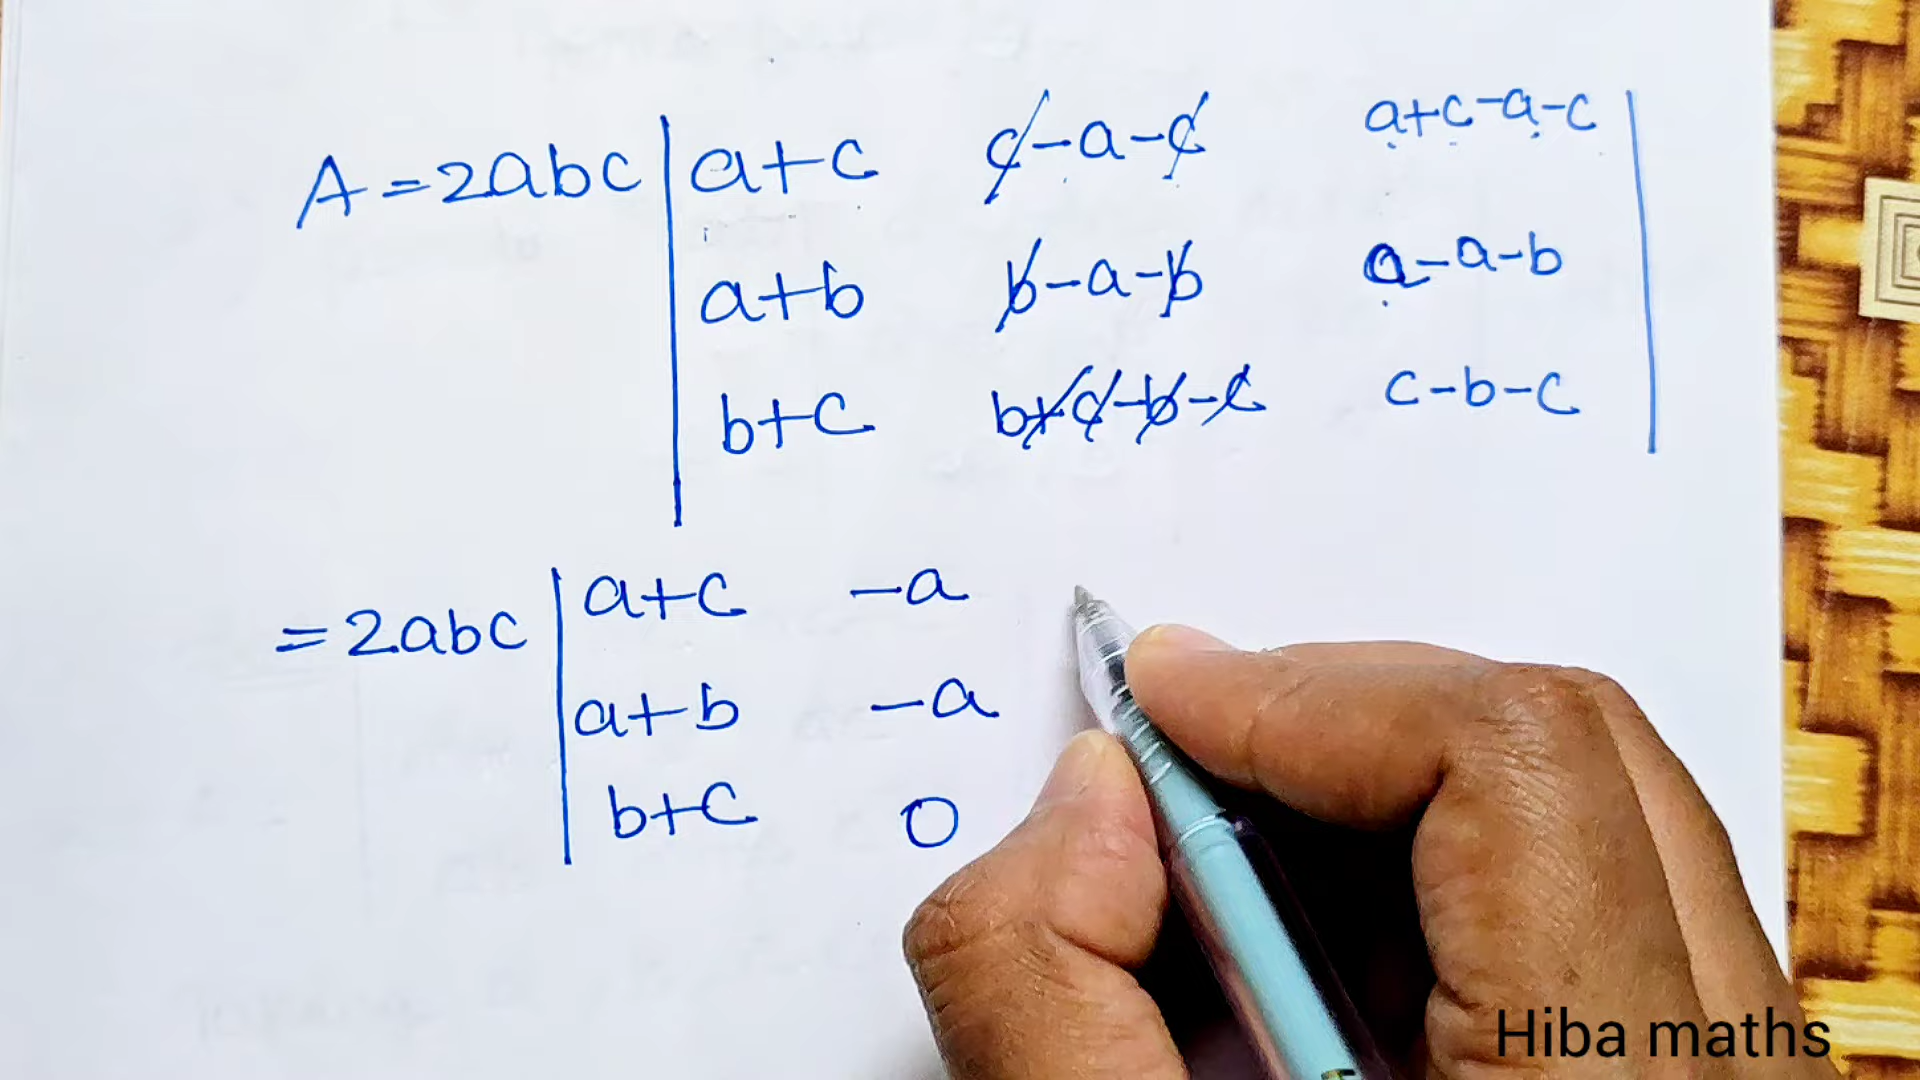 A = 2abc | a+c c-a-c a+c-a-c |
a+b b-a-b a-a-b
b+c b+c-b-c c-b-c
= 2abc | a+c -a
a+b -a
b+c 0
Hiba maths